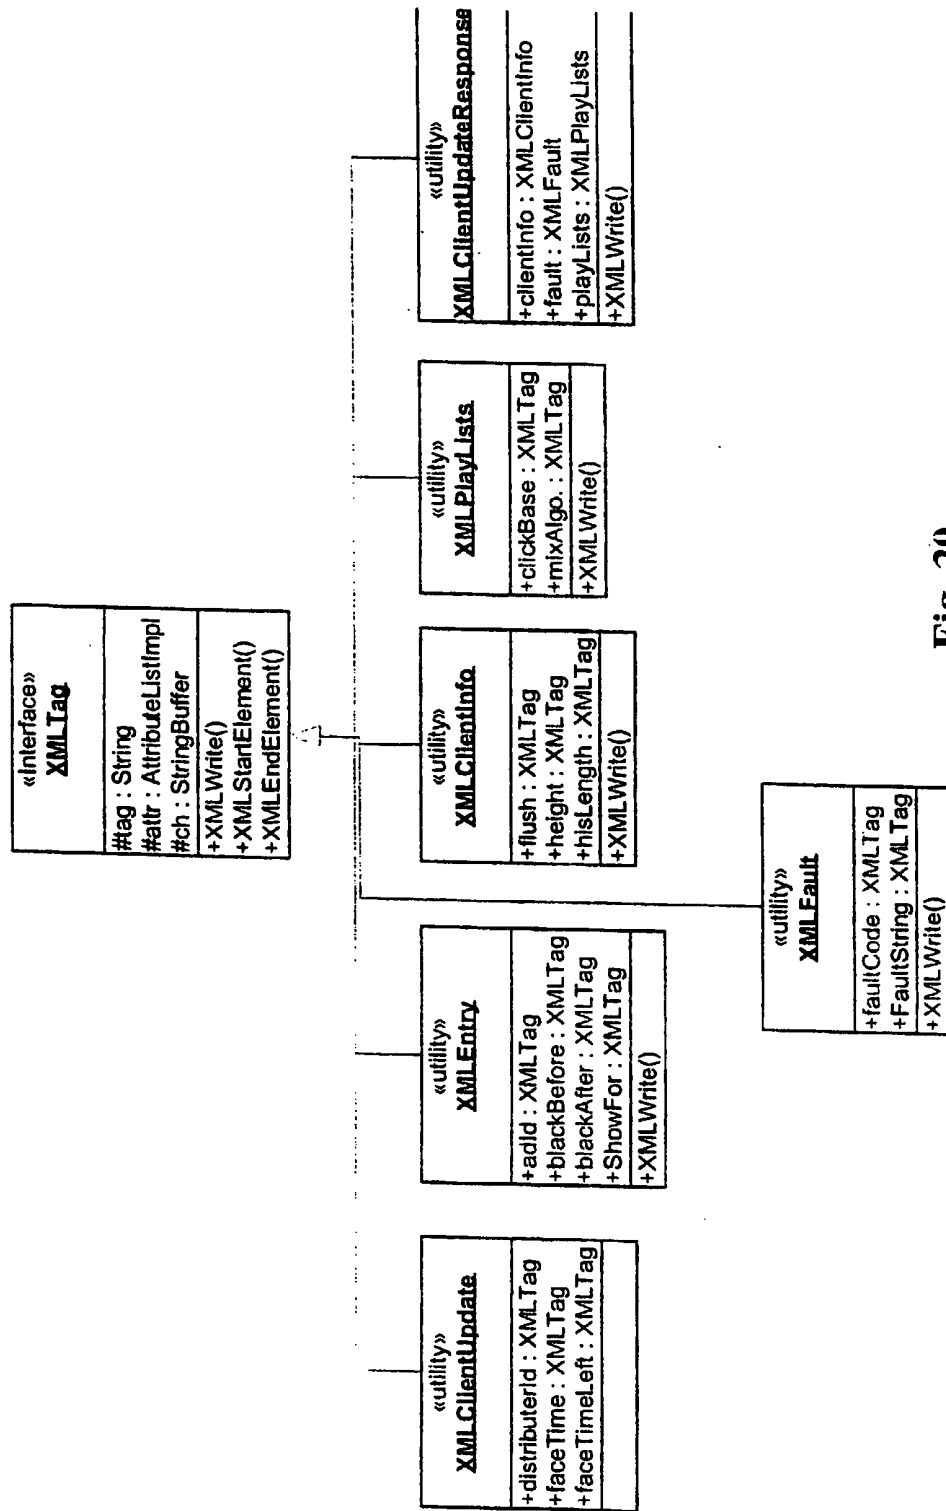 «Interface»
XMLTag
#tag : String
#attr : AttributeListImpl
#ch : StringBuffer
+XMLWrite()
+XMLStartElement()
+XMLEndElement()
«utility»
XMLClientUpdate
+distributerId : XMLTag
+faceTime : XMLTag
+faceTimeLeft : XMLTag
«utility»
XMLEntry
+adId : XMLTag
+blackBefore : XMLTag
+blackAfter : XMLTag
+ShowFor : XMLTag
+XMLWrite()
«utility»
XMLClientInfo
+flush : XMLTag
+height : XMLTag
+hisLength : XMLTag
+XMLWrite()
«utility»
XMLPlayLists
+clickBase : XMLTag
+mixAlgo. : XMLTag
+XMLWrite()
«utility»
XMLClientUpdateResponse
+clientInfo : XMLClientInfo
+fault : XMLFault
+playLists : XMLPlayLists
+XMLWrite()
«utility»
XMLFault
+faultCode : XMLTag
+FaultString : XMLTag
+XMLWrite()
Fig. 20